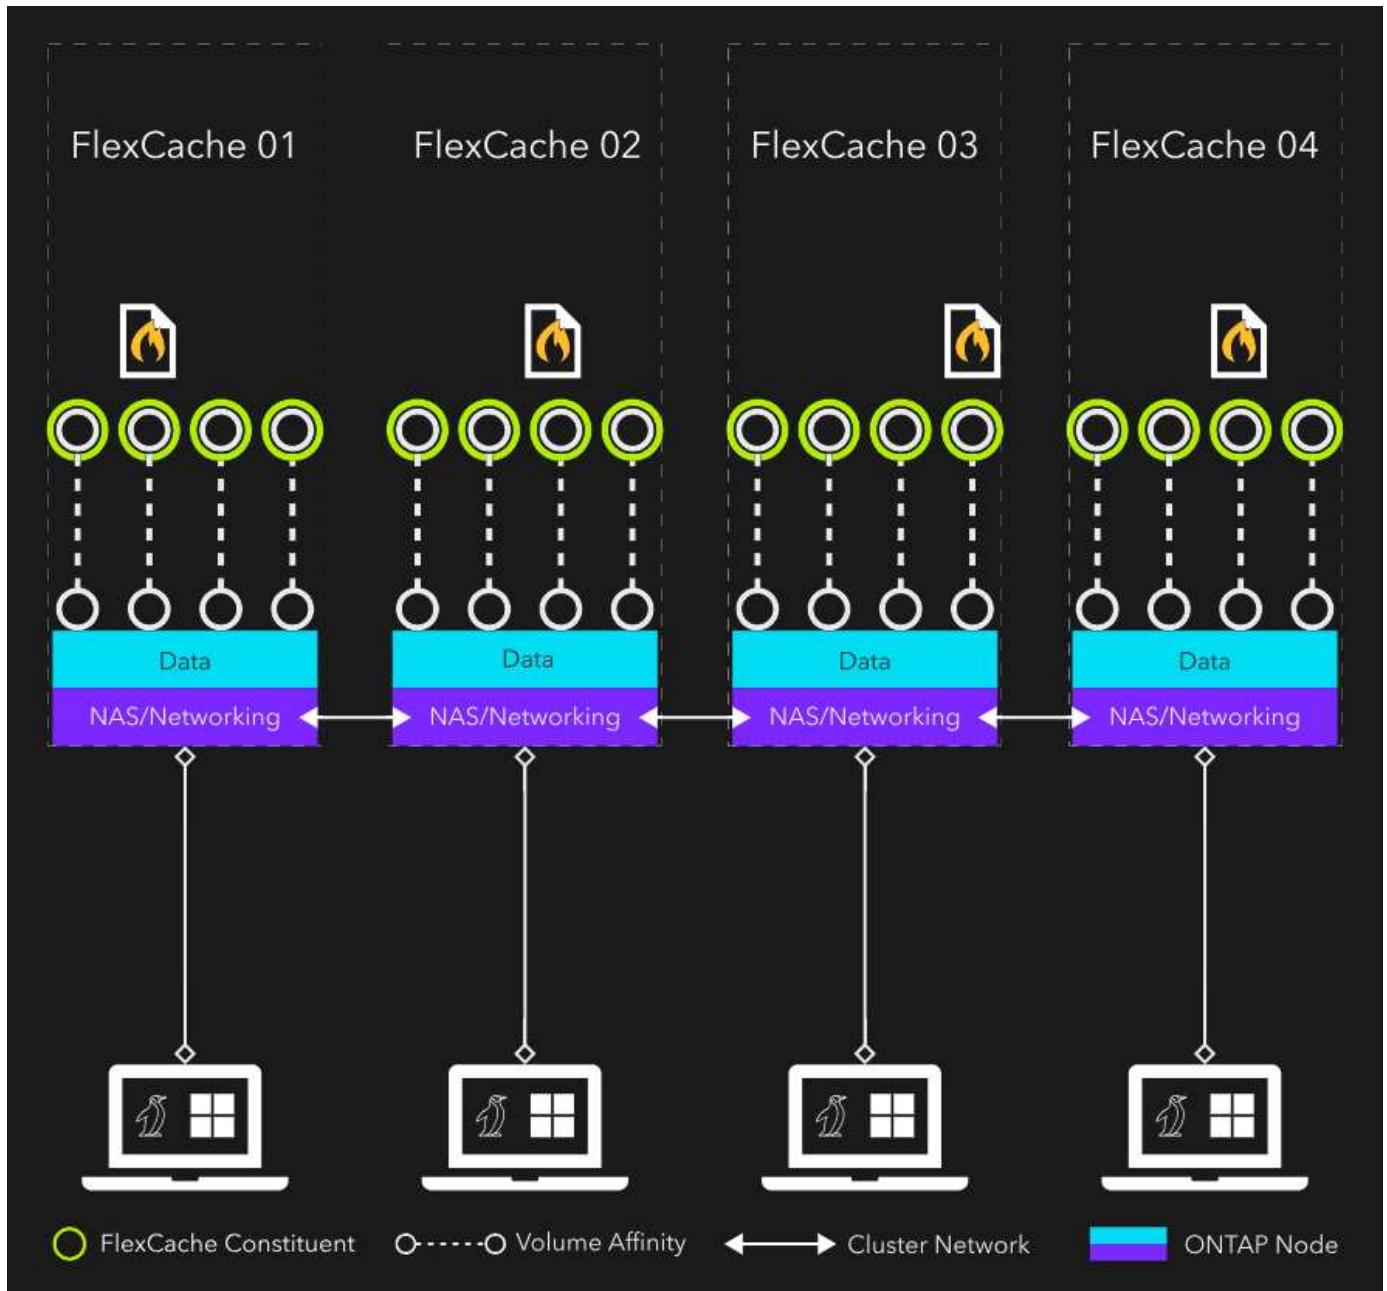 FlexCache 01
FlexCache 02
FlexCache 03
FlexCache 04
Data
Data
Data
Data
NAS/Networking
NAS/Networking
NAS/Networking
NAS/Networking
FlexCache Constituent
Volume Affinity
Cluster Network
ONTAP Node